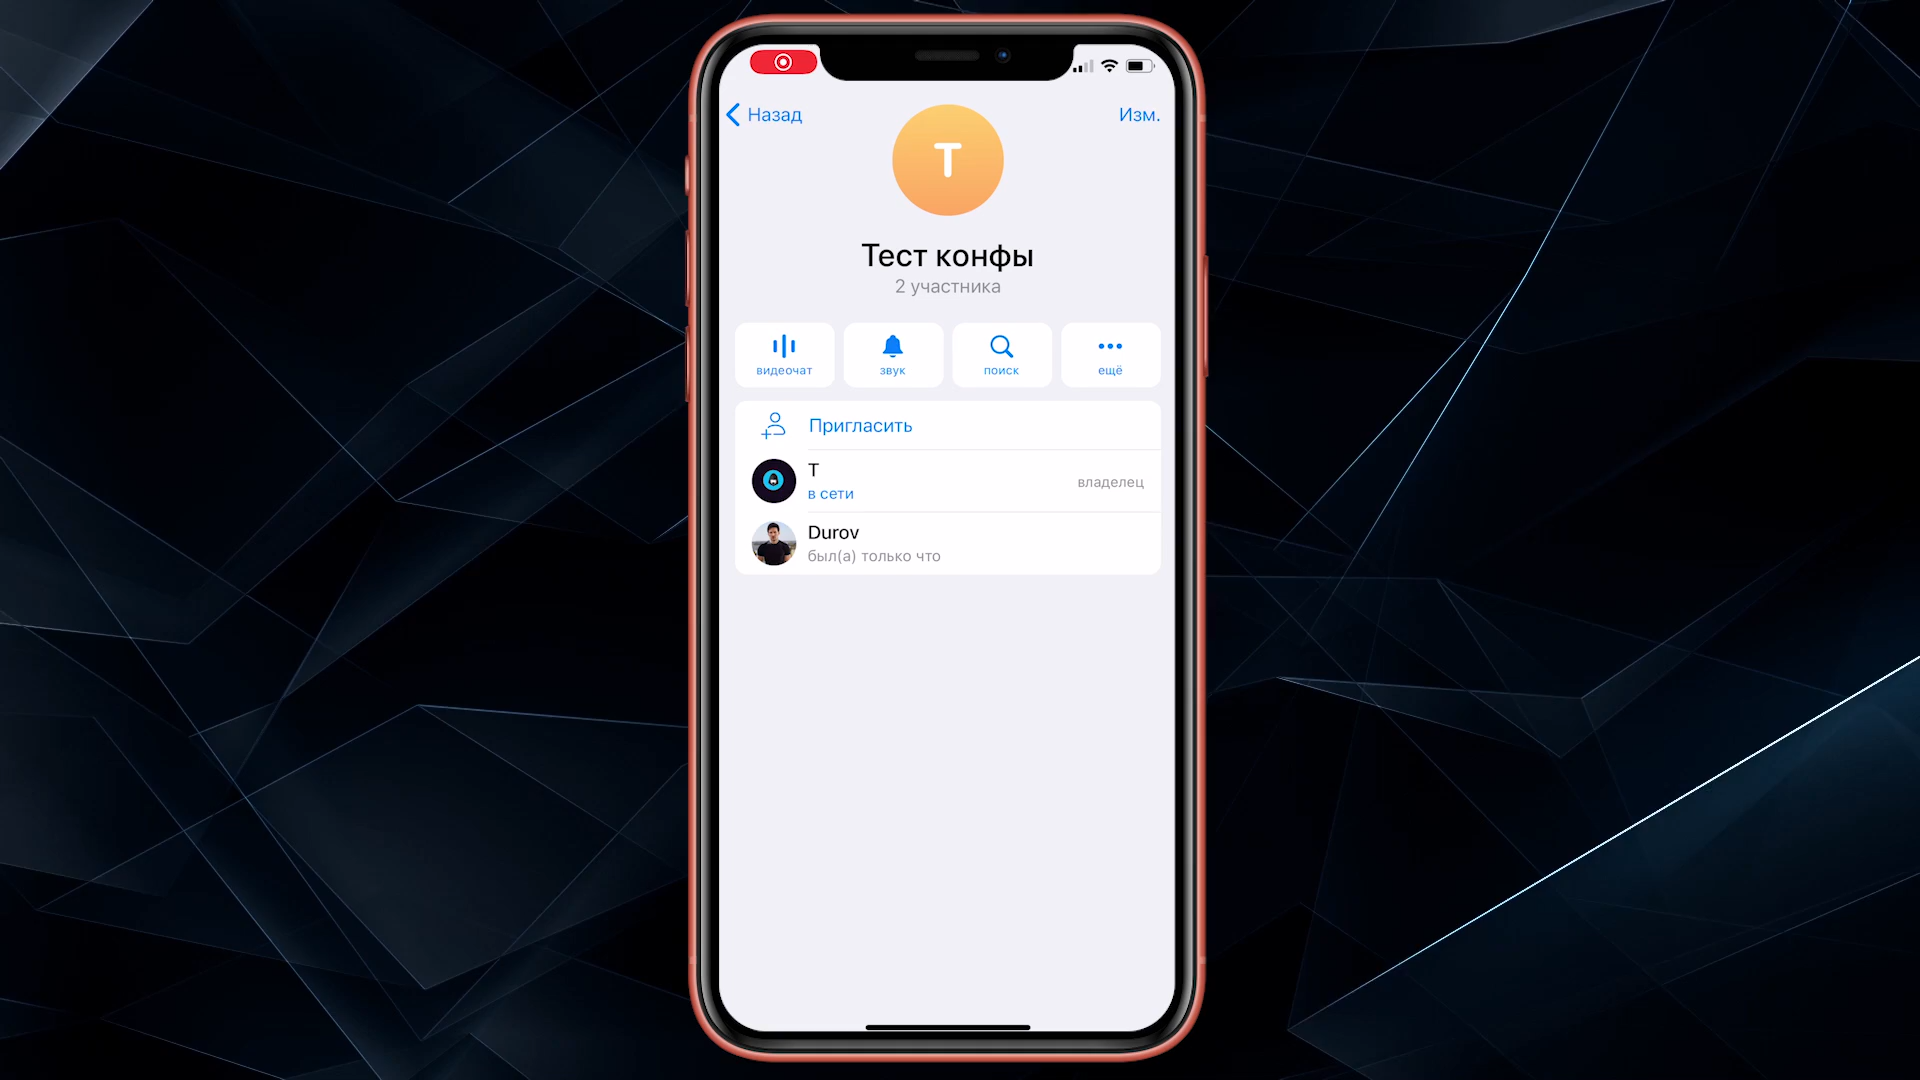 Назад
Изм.
Т
Тест конфы
2 участника
видеочат
звук
поиск
ещё
Пригласить
T
в сети
владелец
Durov
был(а) только что